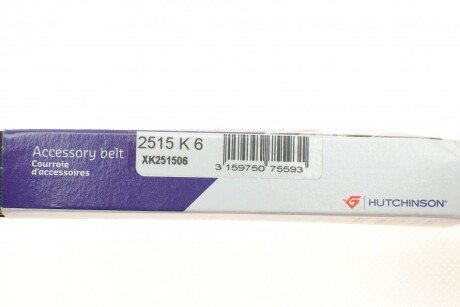 Accessory belt
Courroie
d'accessoires
2515 K 6
XK251506
3 159750 75593
HUTCHINSON®